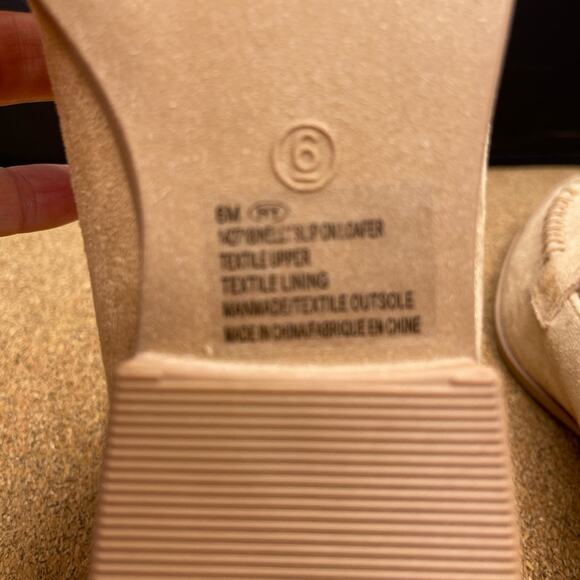 6
6M
SLIP ON LOAFER
TEXTILE UPPER
TEXTILE LINING
MANMADE/TEXTILE OUTSOLE
MADE IN CHINA/FABRIQUE EN CHINE